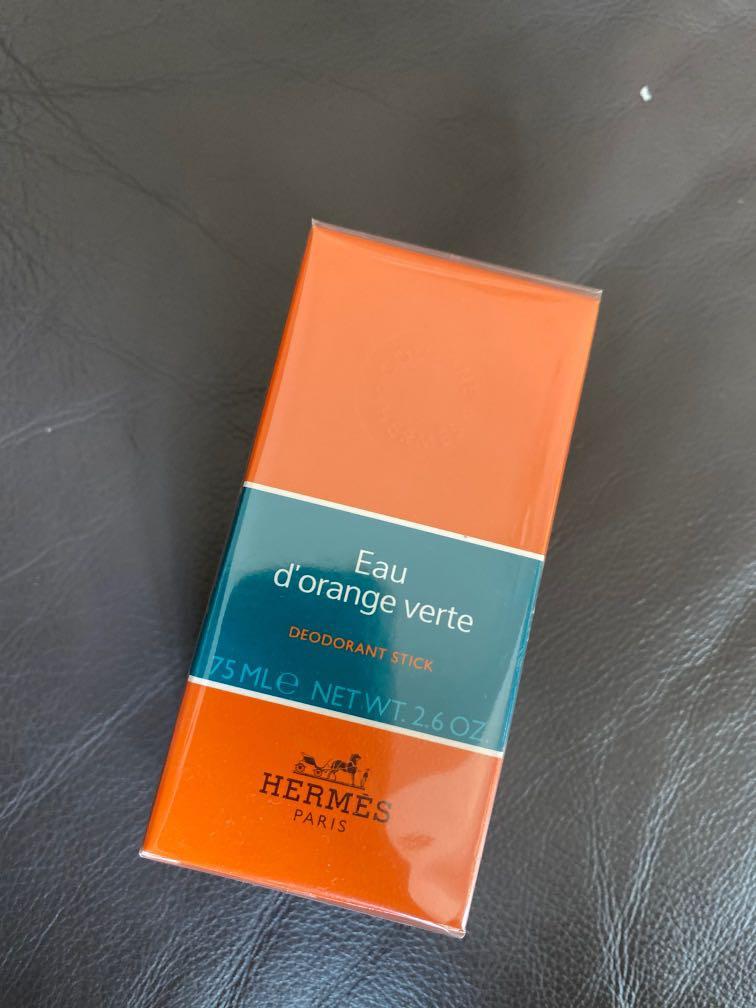 Eau
d'orange verte
DEODORANT STICK
75 ML℮ NET WT. 2.6 OZ.
HERMÈS
PARIS